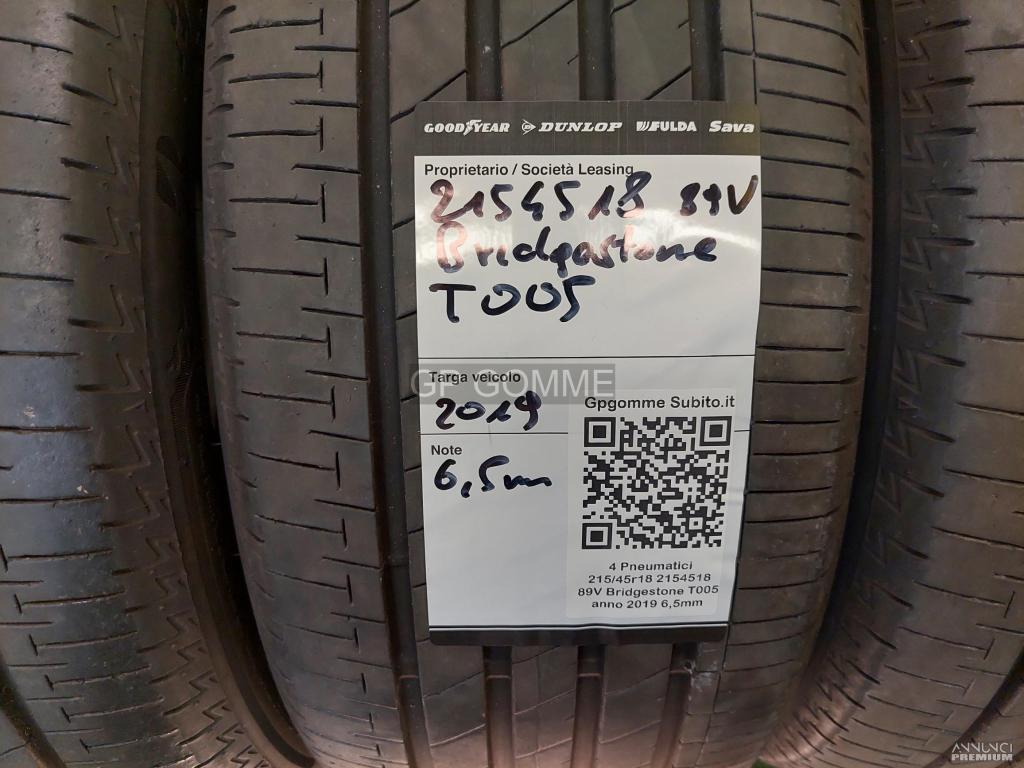 GOODYEAR DUNLOP FULDA Sava
Proprietario / Società Leasing
2154518 89V
Bridgestone
T005
Targa veicolo
GP GOMME
2019
Gpgomme Subito.it
Note
6,5mm
4 Pneumatici
215/45r18 2154518
89V Bridgestone T005
anno 2019 6,5mm
ANNUNCI
PREMIUM